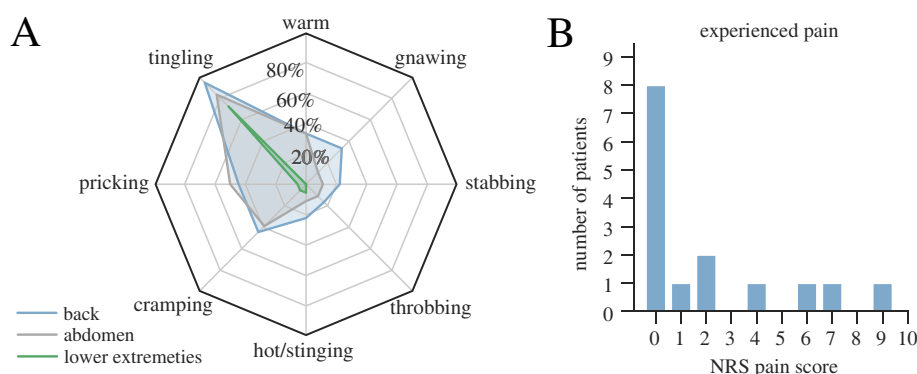 A
warm
tingling
gnawing
80%
60%
40%
20%
pricking
stabbing
cramping
throbbing
hot/stinging
back
abdomen
lower extremeties
B
experienced pain
number of patients
9
8
7
6
5
4
3
2
1
0
0 1 2 3 4 5 6 7 8 9 10
NRS pain score